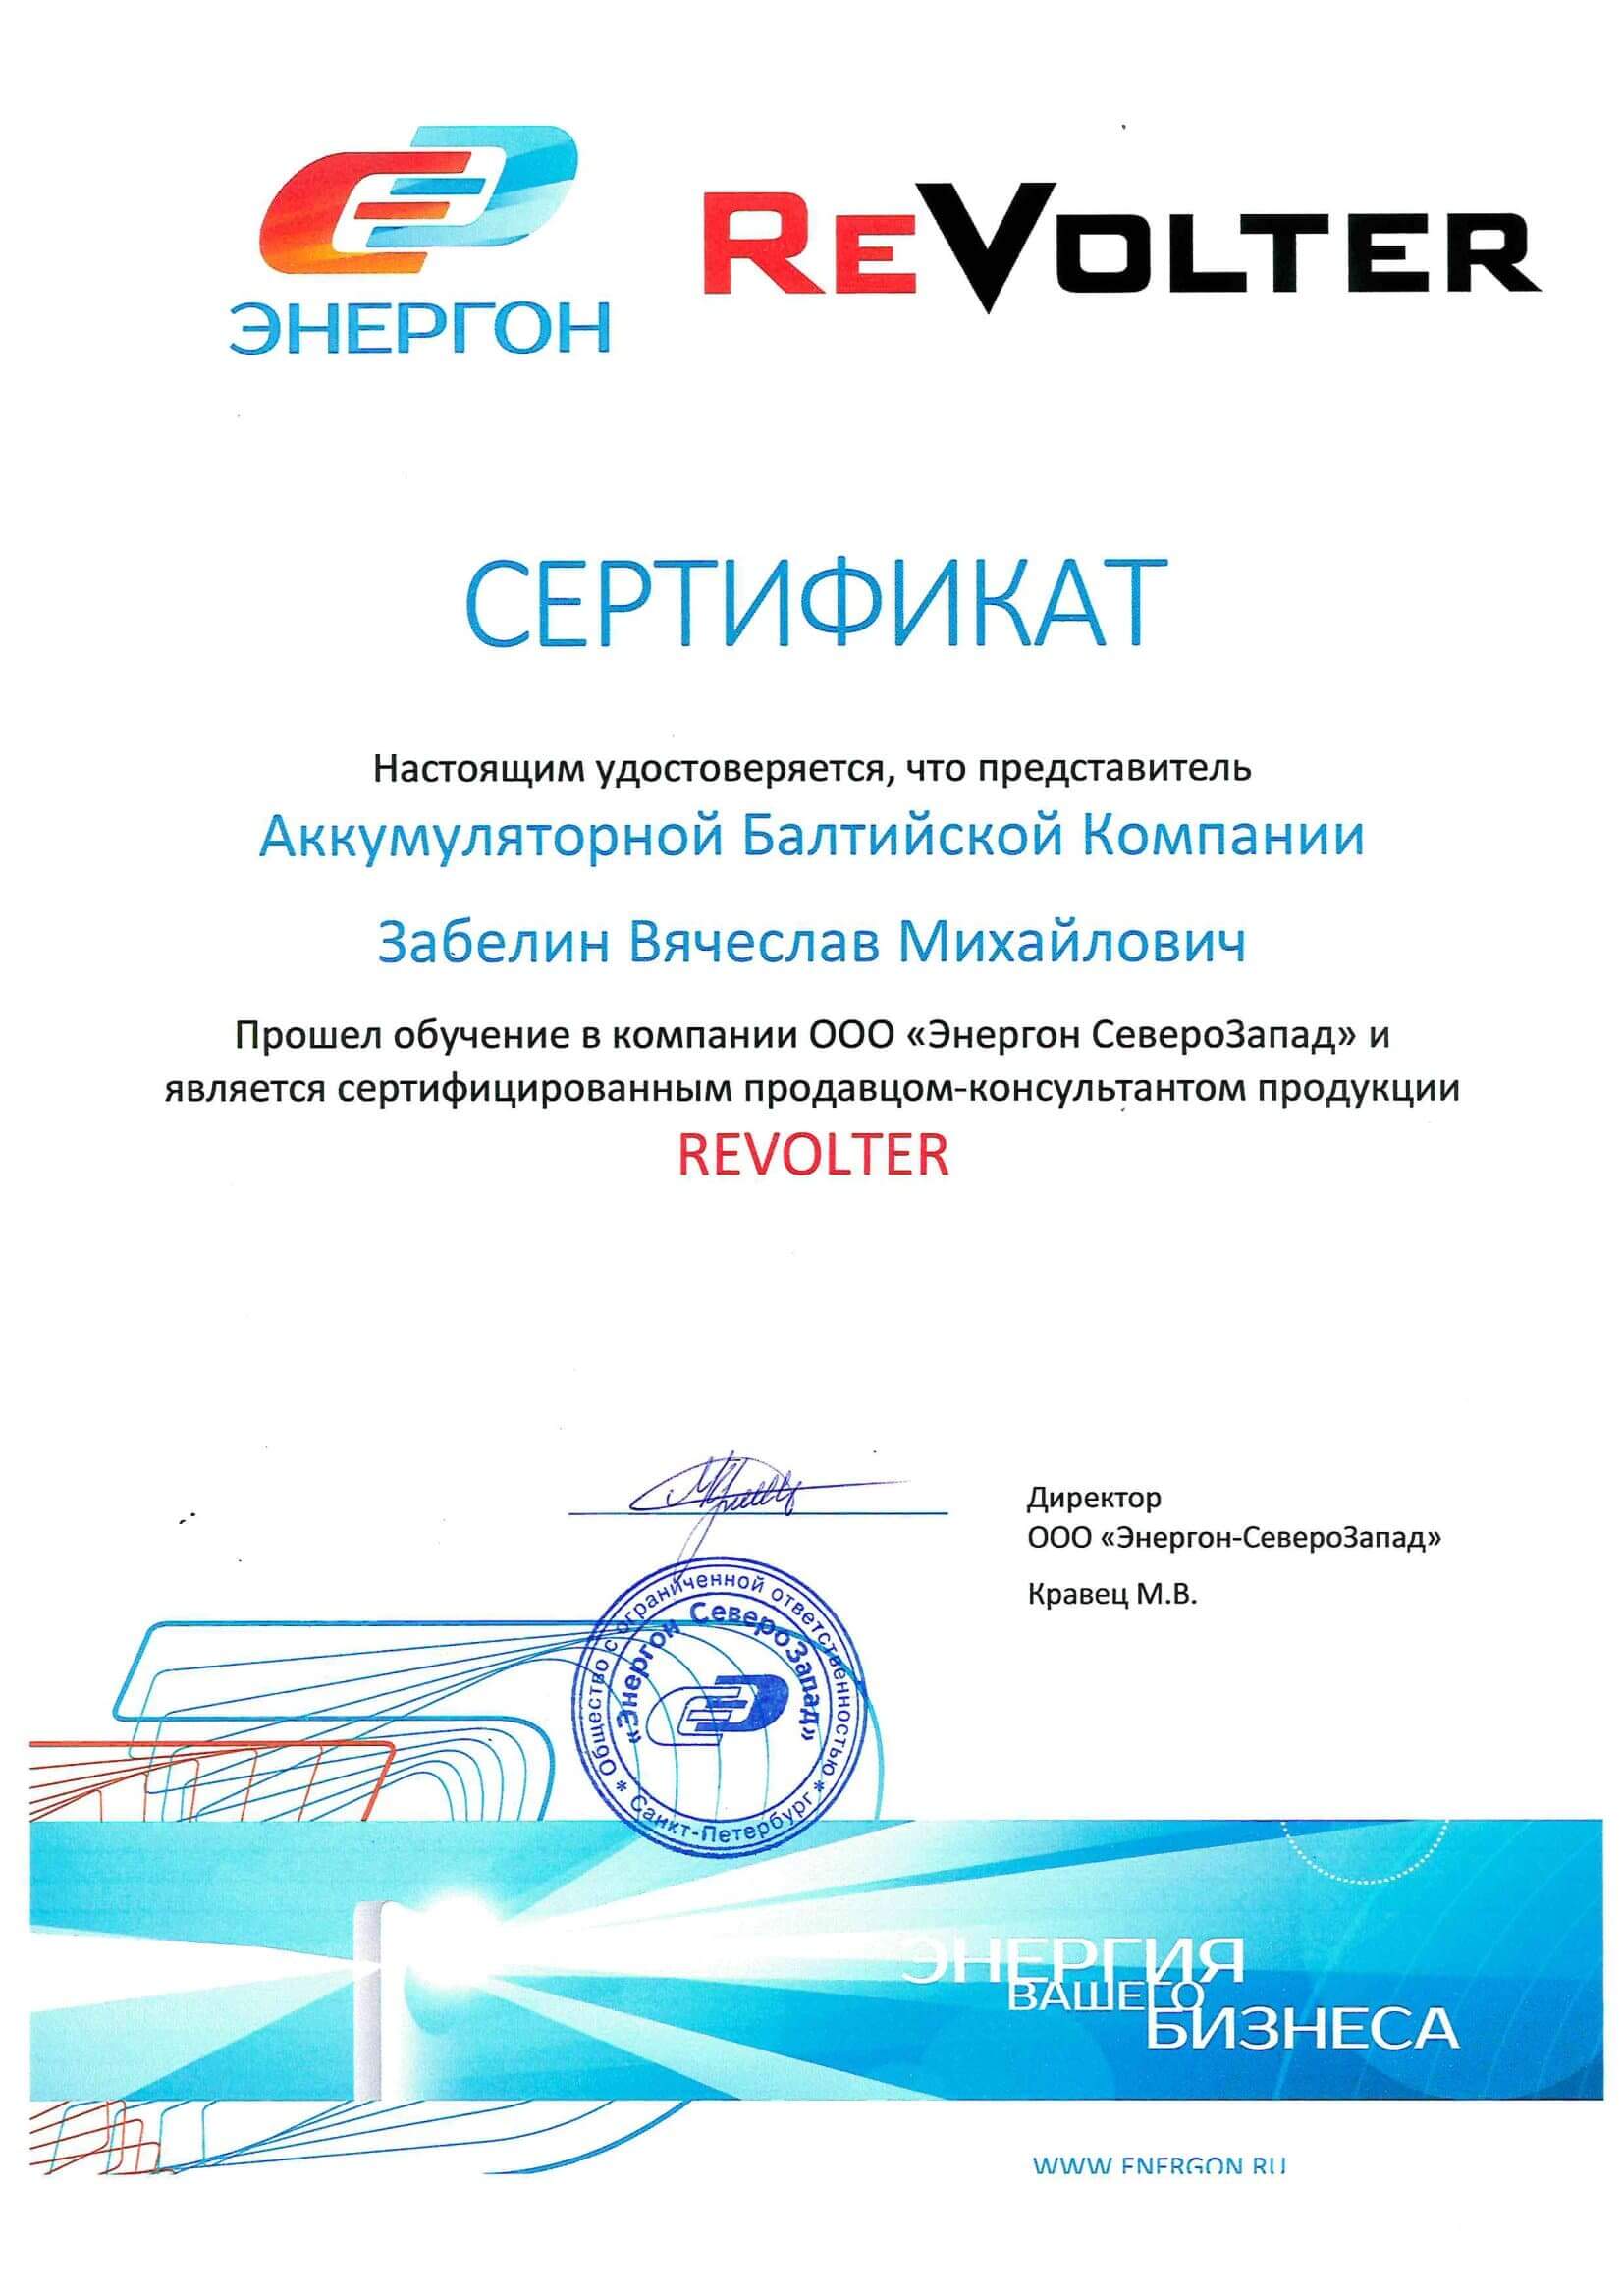 ЭНЕРГОН
REVOLTER
СЕРТИФИКАТ
Настоящим удостоверяется, что представитель
Аккумуляторной Балтийской Компании
Забелин Вячеслав Михайлович
Прошел обучение в компании ООО «Энергон СевероЗапад» и
является сертифицированным продавцом-консультантом продукции
REVOLTER
Директор
ООО «Энергон-СевероЗапад»
Кравец М.В.
Общество с ограниченной ответственностью
«Энергон СевероЗапад»
* Санкт-Петербург *
ЭНЕРГИЯ
ВАШЕГО
БИЗНЕСА
WWW.ENERGON.RU